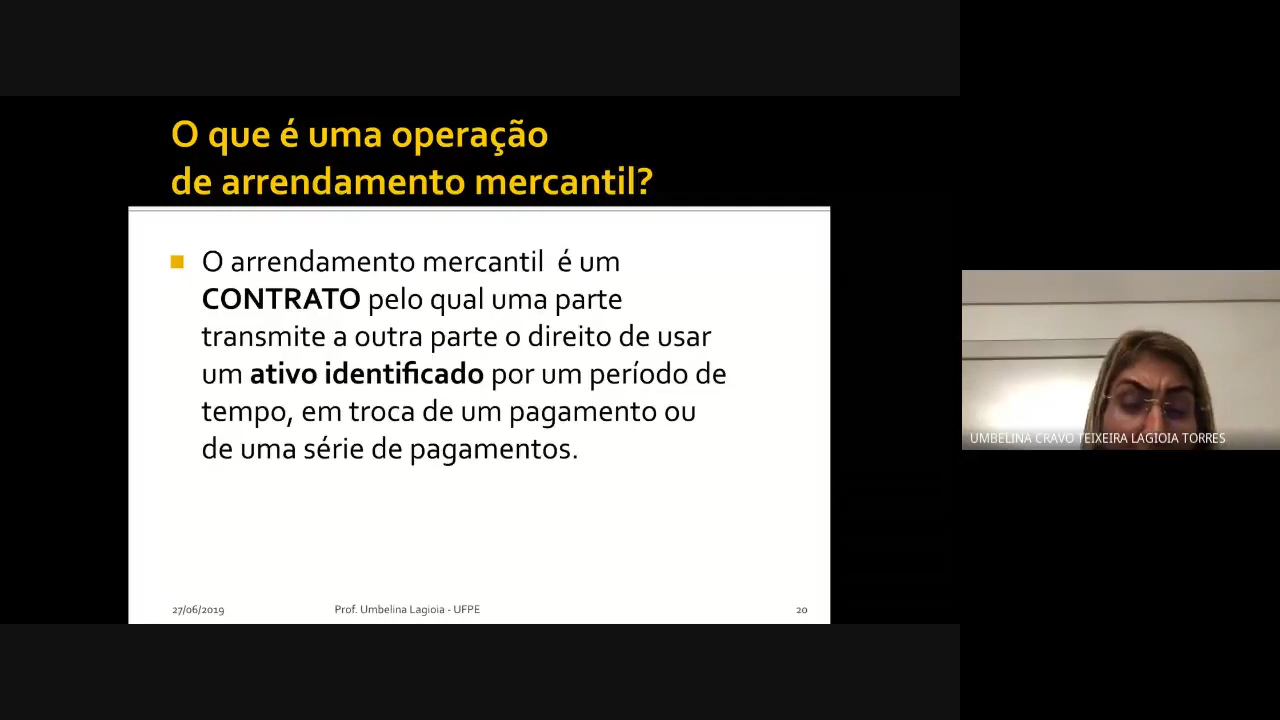 O que é uma operação
de arrendamento mercantil?
O arrendamento mercantil é um
CONTRATO pelo qual uma parte
transmite a outra parte o direito de usar
um ativo identificado por um período de
tempo, em troca de um pagamento ou
de uma série de pagamentos.
27/06/2019
Prof. Umbelina Lagioia - UFPE
20
UMBELINA CRAVO TEIXEIRA LAGIOIA TORRES